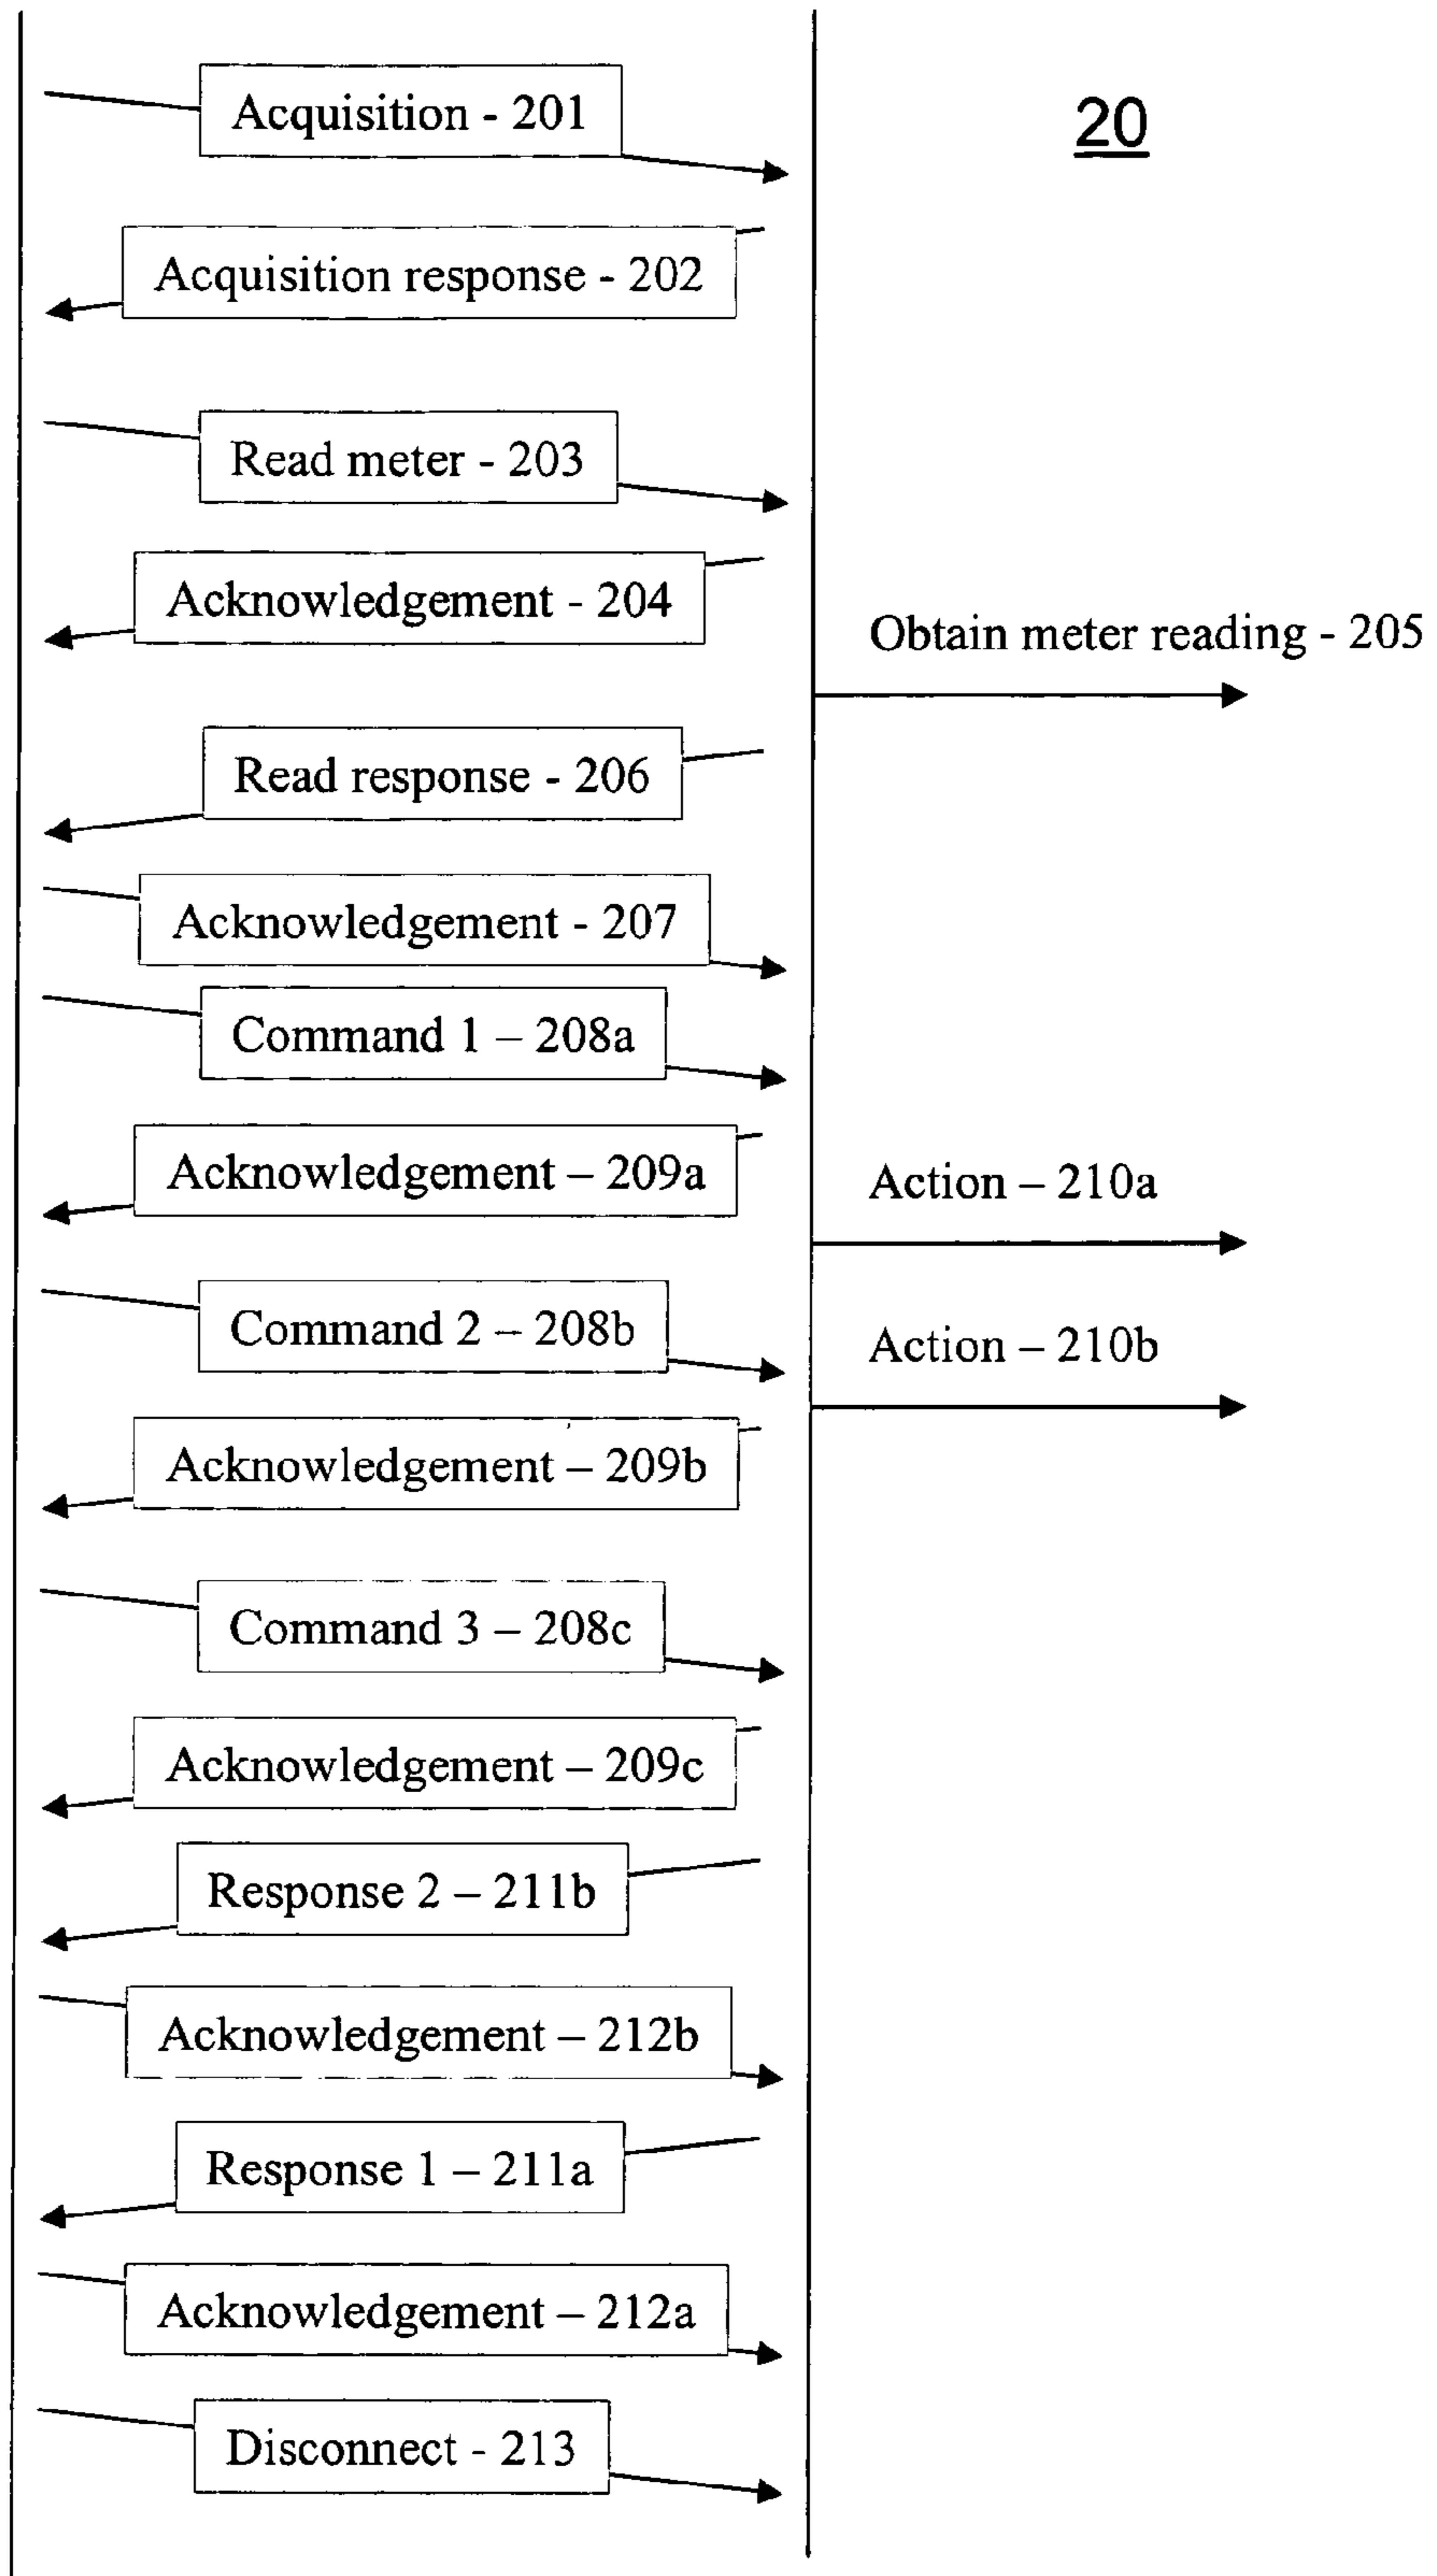 Acquisition - 201
20
Acquisition response - 202
Read meter - 203
Acknowledgement - 204
Obtain meter reading - 205
Read response - 206
Acknowledgement - 207
Command 1 – 208a
Acknowledgement – 209a
Action – 210a
Command 2 – 208b
Action – 210b
Acknowledgement – 209b
Command 3 – 208c
Acknowledgement – 209c
Response 2 – 211b
Acknowledgement – 212b
Response 1 – 211a
Acknowledgement – 212a
Disconnect - 213